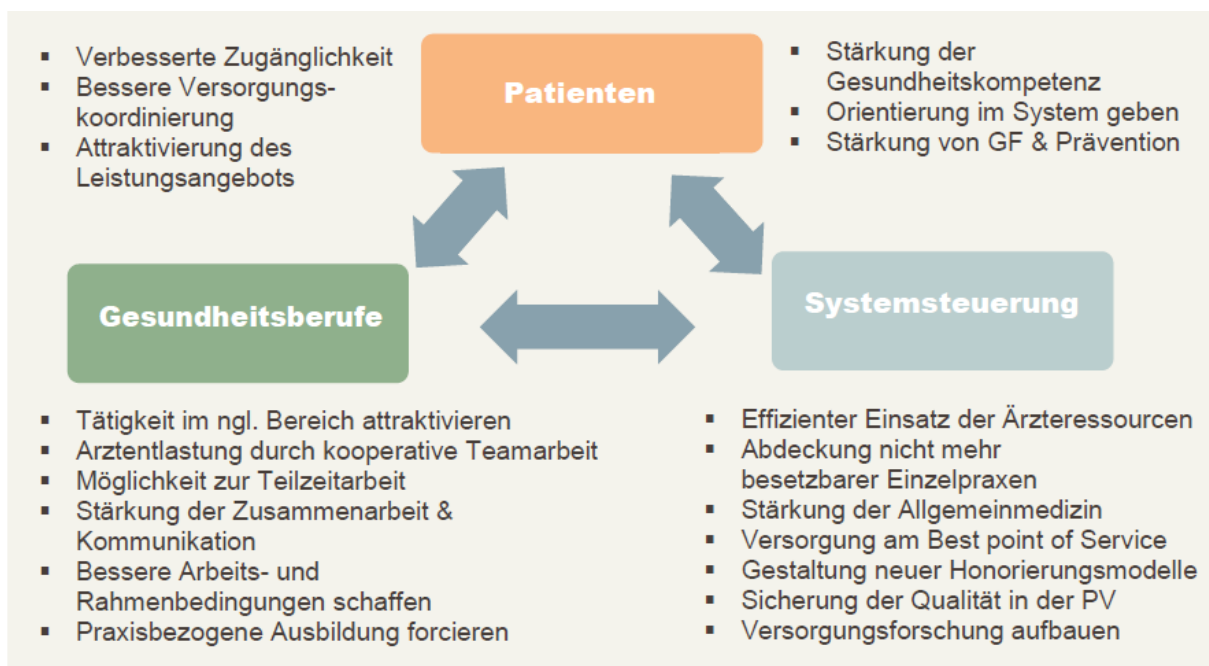 ▪ Verbesserte Zugänglichkeit
▪ Bessere Versorgungs-
koordinierung
▪ Attraktivierung des
Leistungsangebots
Patienten
▪ Stärkung der
Gesundheitskompetenz
▪ Orientierung im System geben
▪ Stärkung von GF & Prävention
Gesundheitsberufe
Systemsteuerung
▪ Tätigkeit im ngl. Bereich attraktivieren
▪ Arztentlastung durch kooperative Teamarbeit
▪ Möglichkeit zur Teilzeitarbeit
▪ Stärkung der Zusammenarbeit &
Kommunikation
▪ Bessere Arbeits- und
Rahmenbedingungen schaffen
▪ Praxisbezogene Ausbildung forcieren
▪ Effizienter Einsatz der Ärzteressourcen
▪ Abdeckung nicht mehr
besetzbarer Einzelpraxen
▪ Stärkung der Allgemeinmedizin
▪ Versorgung am Best point of Service
▪ Gestaltung neuer Honorierungsmodelle
▪ Sicherung der Qualität in der PV
▪ Versorgungsforschung aufbauen